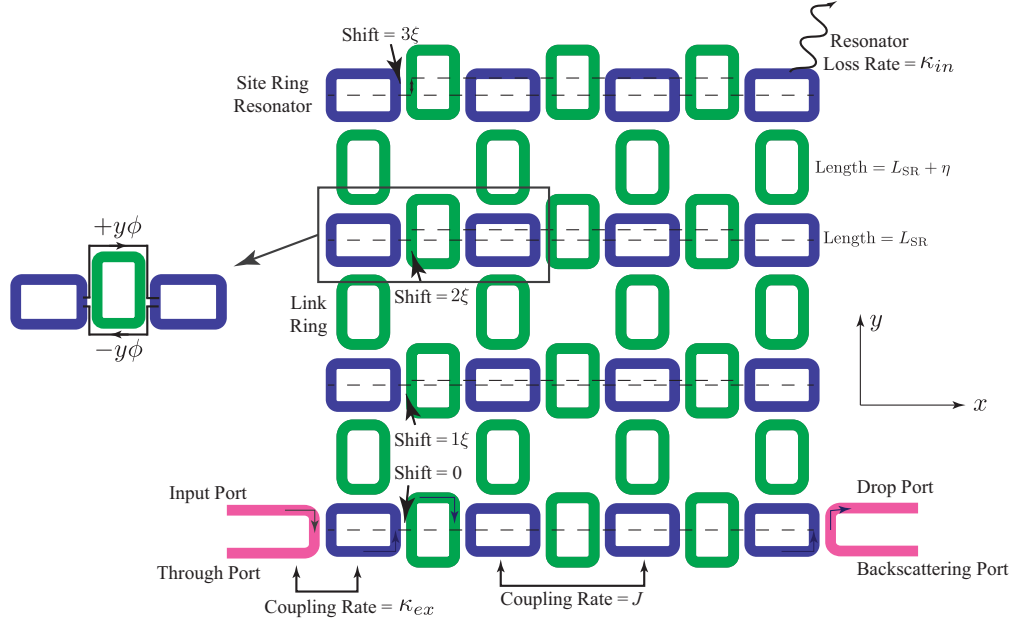 Shift = 3ξ
Resonator
Loss Rate = κ_in
Site Ring
Resonator
Length = L_SR + η
+yϕ
Length = L_SR
Shift = 2ξ
Link
Ring
−yϕ
y
x
Shift = 1ξ
Shift = 0
Input Port
Drop Port
Through Port
Backscattering Port
Coupling Rate = κ_ex
Coupling Rate = J